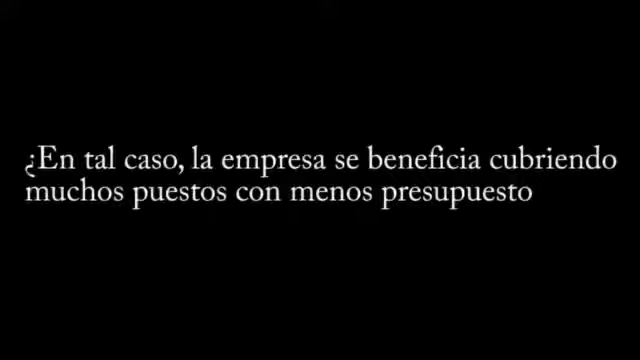 ¿En tal caso, la empresa se beneficia cubriendo
muchos puestos con menos presupuesto